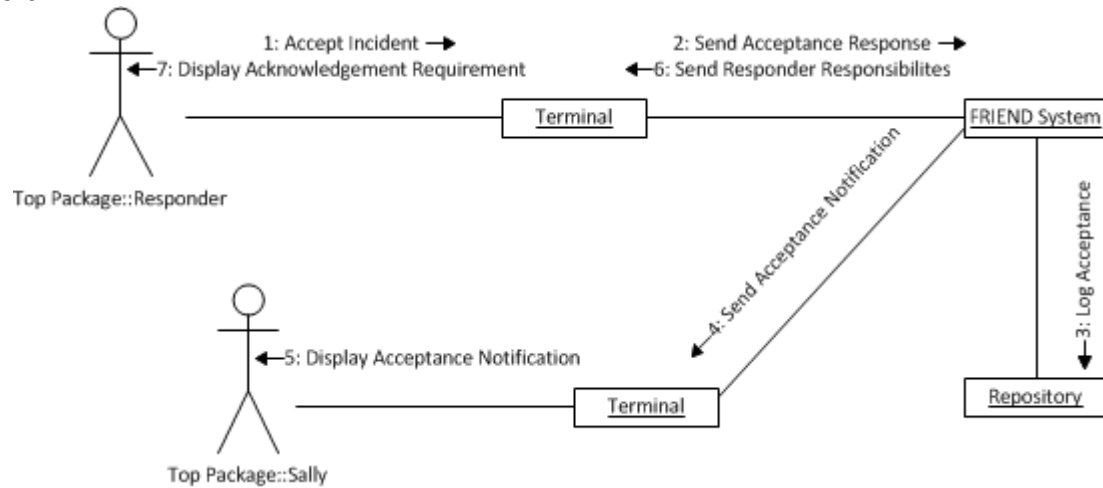 1: Accept Incident
2: Send Acceptance Response
7: Display Acknowledgement Requirement
6: Send Responder Responsibilites
Terminal
FRIEND System
Top Package::Responder
4: Send Acceptance Notification
3: Log Acceptance
5: Display Acceptance Notification
Terminal
Repository
Top Package::Sally